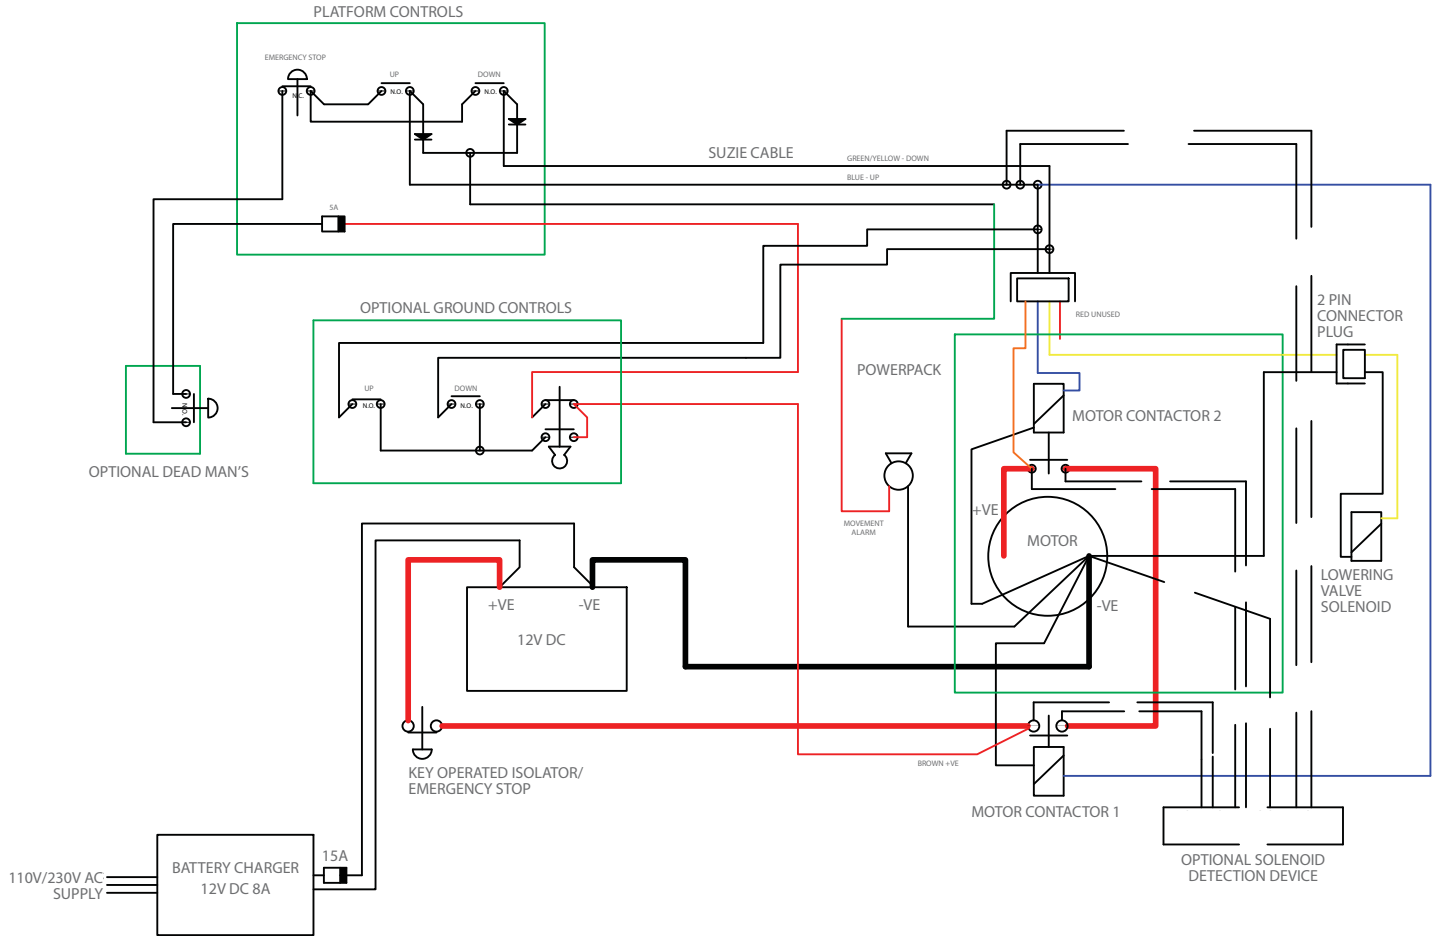 PLATFORM CONTROLS
EMERGENCY STOP
N.C.
UP
N.O.
DOWN
N.O.
SUZIE CABLE
GREEN/YELLOW - DOWN
BLUE - UP
5A
OPTIONAL GROUND CONTROLS
UP
N.O.
DOWN
N.O.
RED UNUSED
2 PIN
CONNECTOR
PLUG
POWERPACK
MOTOR CONTACTOR 2
OPTIONAL DEAD MAN'S
+VE
MOTOR
-VE
MOVEMENT
ALARM
LOWERING
VALVE
SOLENOID
+VE
-VE
12V DC
KEY OPERATED ISOLATOR/
EMERGENCY STOP
BROWN +VE
MOTOR CONTACTOR 1
OPTIONAL SOLENOID
DETECTION DEVICE
110V/230V AC
SUPPLY
BATTERY CHARGER
12V DC 8A
15A